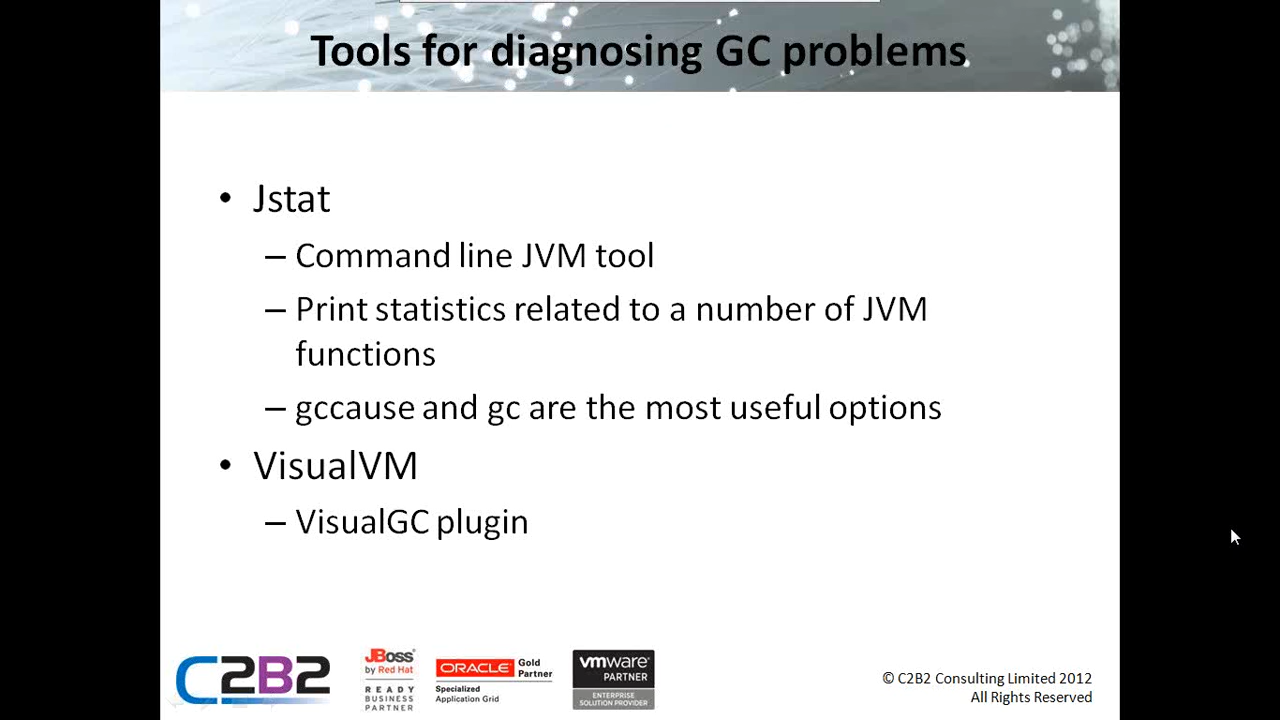 Tools for diagnosing GC problems
• Jstat
– Command line JVM tool
– Print statistics related to a number of JVM
functions
– gccause and gc are the most useful options
• VisualVM
– VisualGC plugin
C2B2
JBoss
by Red Hat
READY
BUSINESS
PARTNER
ORACLE
Gold
Partner
Specialized
Application Grid
vmware
PARTNER
ENTERPRISE
SOLUTION PROVIDER
© C2B2 Consulting Limited 2012
All Rights Reserved